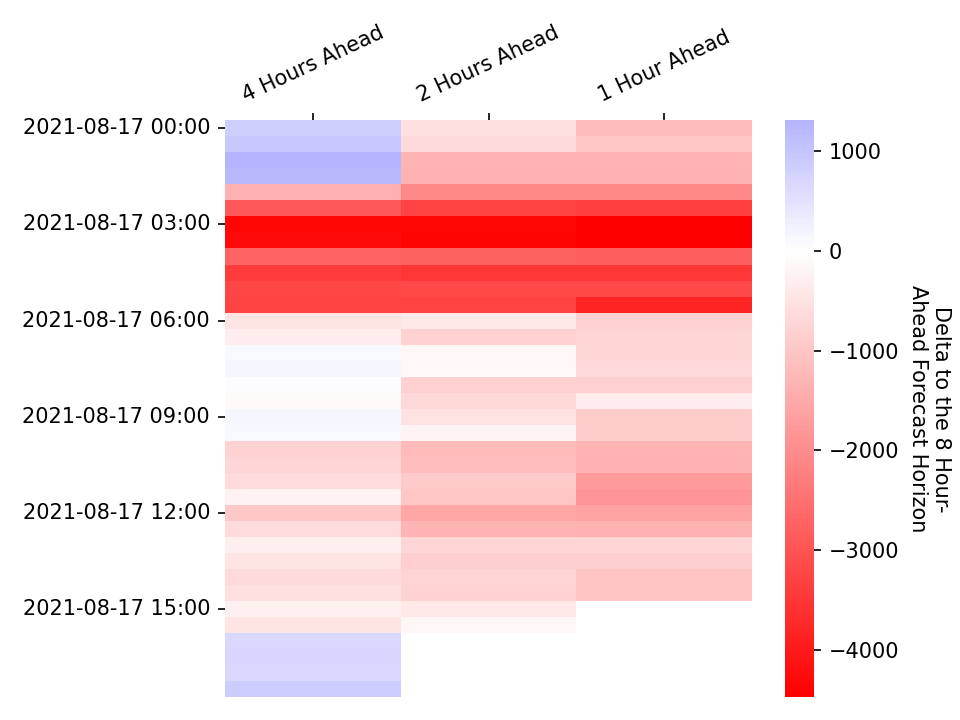 4 Hours Ahead
2 Hours Ahead
1 Hour Ahead
2021-08-17 00:00
2021-08-17 03:00
2021-08-17 06:00
2021-08-17 09:00
2021-08-17 12:00
2021-08-17 15:00
1000
0
−1000
−2000
−3000
−4000
Delta to the 8 Hour-
Ahead Forecast Horizon